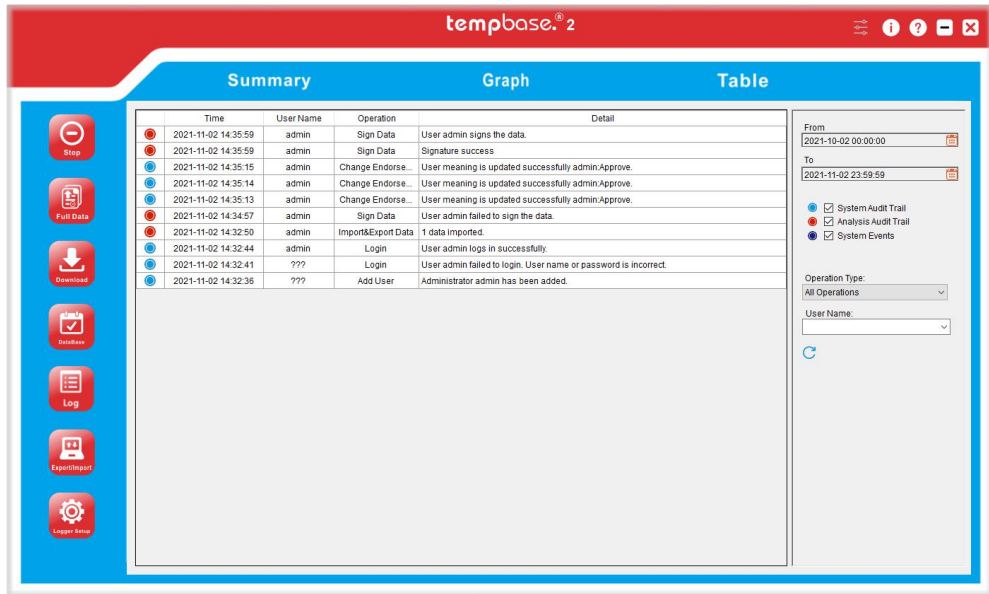 tempbase.® 2
Summary Graph Table
Stop
Full Data
Download
DataBase
Log
Export/Import
Logger Setup
Time User Name Operation Detail
2021-11-02 14:35:59 admin Sign Data User admin signs the data.
2021-11-02 14:35:59 admin Sign Data Signature success
2021-11-02 14:35:15 admin Change Endorse... User meaning is updated successfully admin:Approve.
2021-11-02 14:35:14 admin Change Endorse... User meaning is updated successfully admin:Approve.
2021-11-02 14:35:13 admin Change Endorse... User meaning is updated successfully admin:Approve.
2021-11-02 14:34:57 admin Sign Data User admin failed to sign the data.
2021-11-02 14:32:50 admin Import&Export Data 1 data imported.
2021-11-02 14:32:44 admin Login User admin logs in successfully.
2021-11-02 14:32:41 ??? Login User admin failed to login. User name or password is incorrect.
2021-11-02 14:32:36 ??? Add User Administrator admin has been added.
From
2021-10-02 00:00:00
To
2021-11-02 23:59:59
System Audit Trail
Analysis Audit Trail
System Events
Operation Type:
All Operations
User Name: